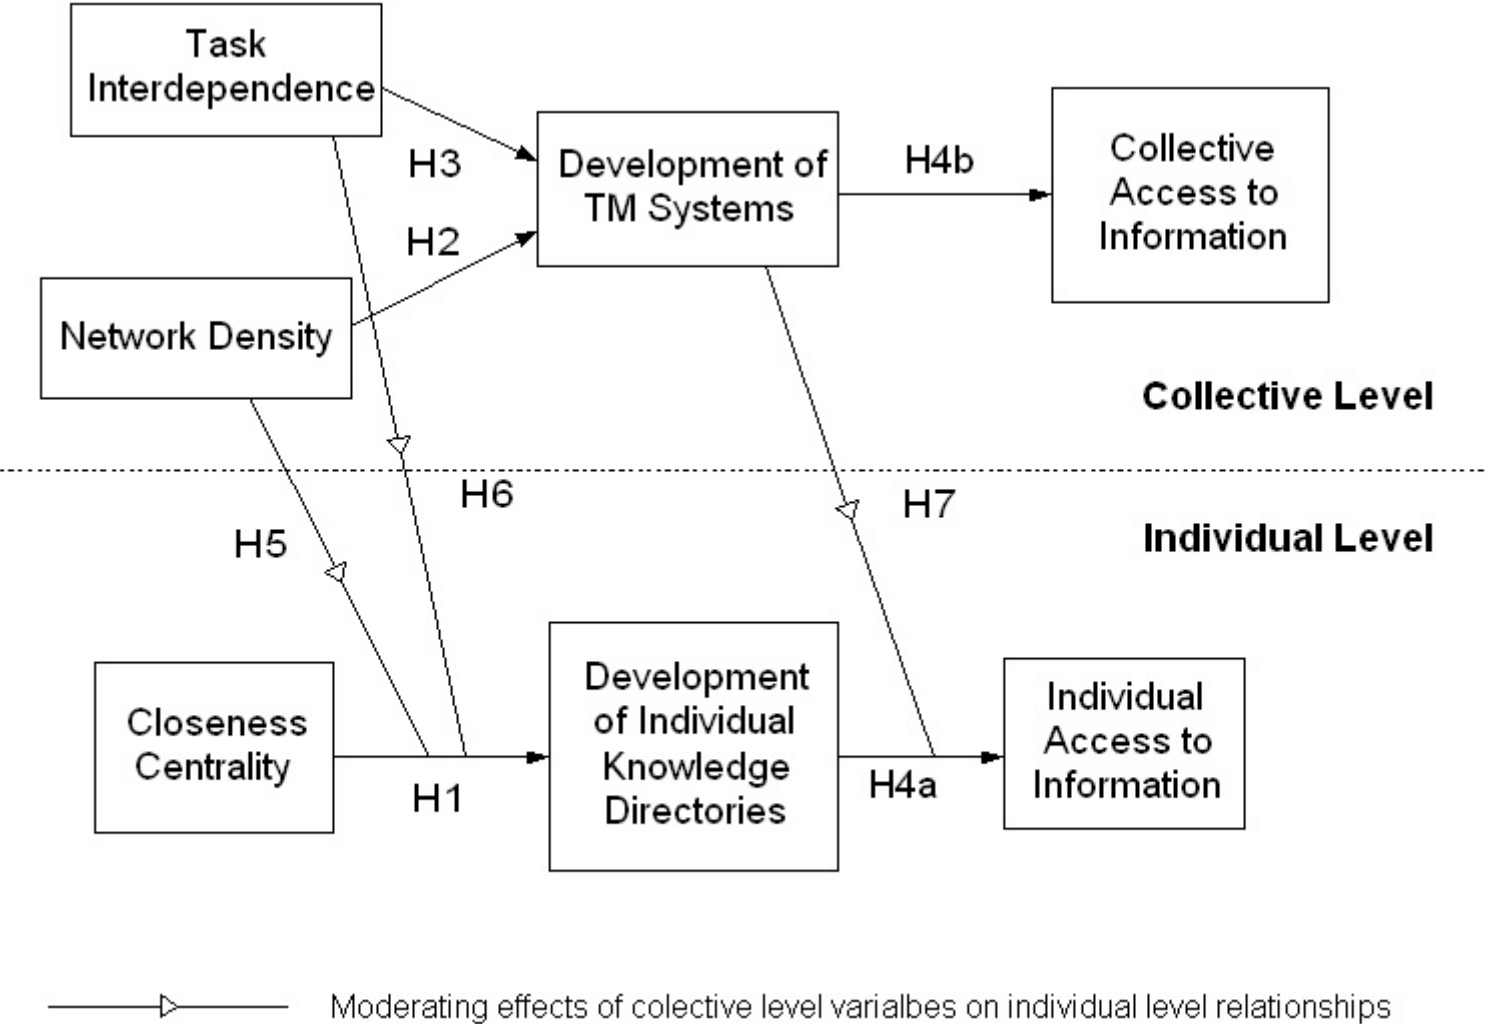 Task
Interdependence
H3
Development of
TM Systems
H4b
Collective
Access to
Information
H2
Network Density
Collective Level
H6
H7
H5
Individual Level
Closeness
Centrality
H1
Development
of Individual
Knowledge
Directories
H4a
Individual
Access to
Information
Moderating effects of colective level varialbes on individual level relationships